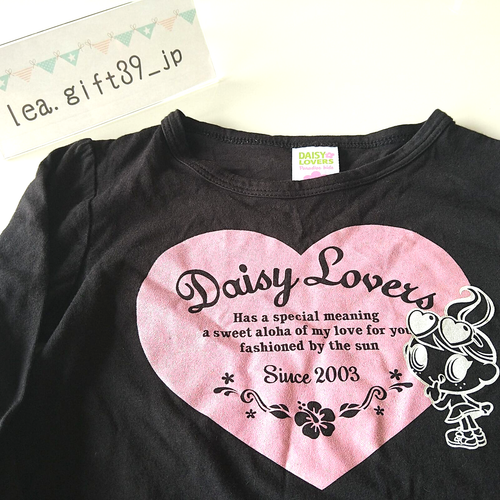 lea.gift39_jp
DAISY
LOVERS
Daisy Lovers
Has a special meaning
a sweet aloha of my love for you
fashioned by the sun
Since 2003